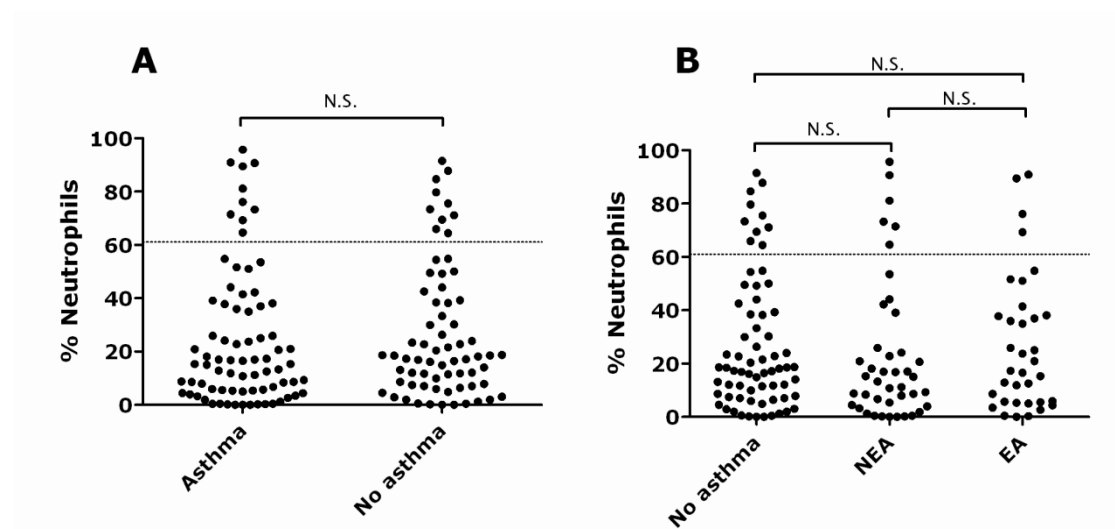 A
N.S.
% Neutrophils
100
80
60
40
20
0
Asthma
No asthma
B
N.S.
N.S.
N.S.
% Neutrophils
100
80
60
40
20
0
No asthma
NEA
EA